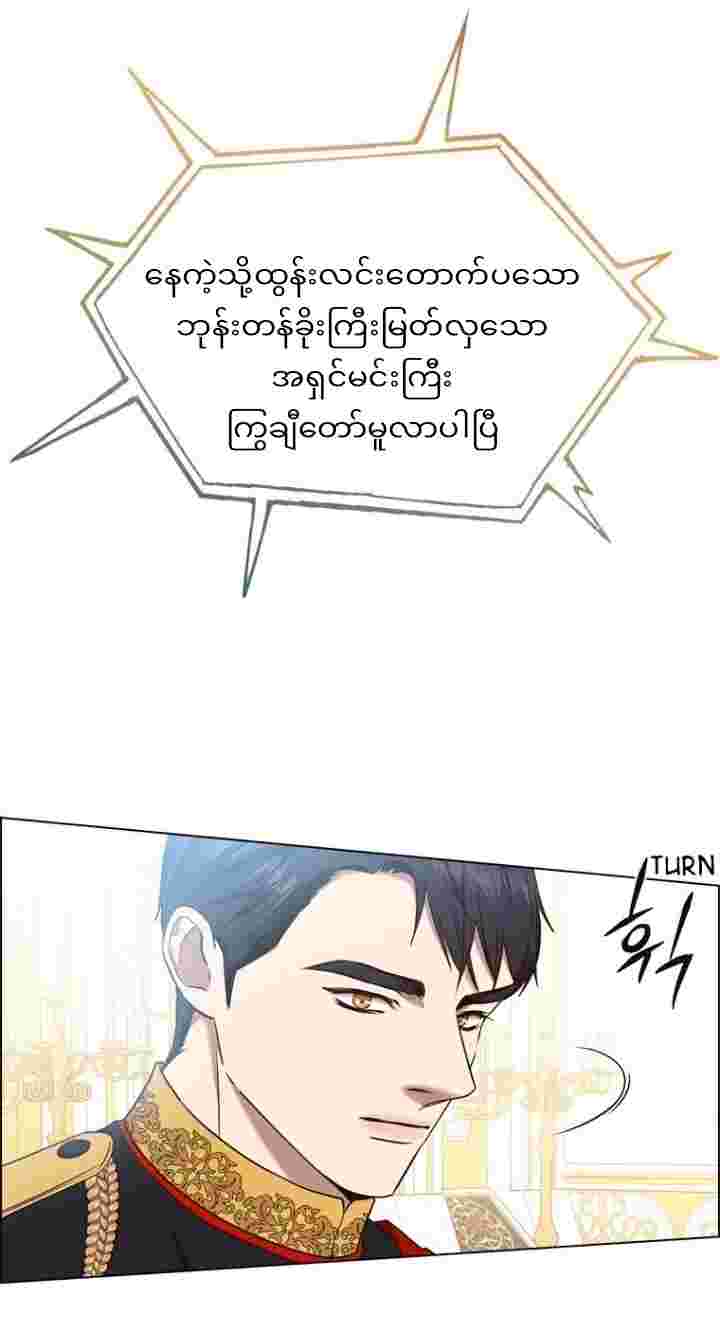 နေကဲ့သို့ထွန်းလင်းတောက်ပသော
ဘုန်းတန်ခိုးကြီးမြတ်လှသော
အရှင်မင်းကြီး
ကြွချီတော်မူလာပါပြီ
TURN
휙